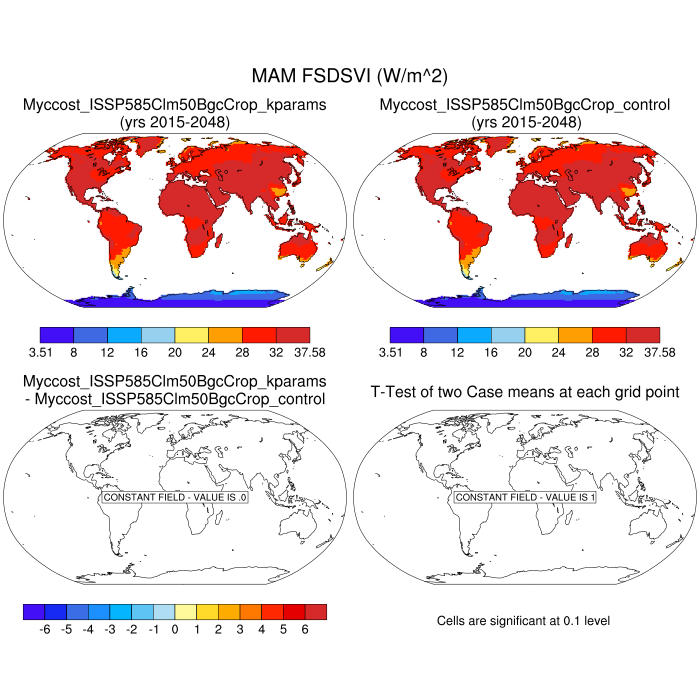 MAM FSDSVI (W/m^2)
Myccost_ISSP585Clm50BgcCrop_kparams
(yrs 2015-2048)
Myccost_ISSP585Clm50BgcCrop_control
(yrs 2015-2048)
3.51 8 12 16 20 24 28 32 37.58
3.51 8 12 16 20 24 28 32 37.58
Myccost_ISSP585Clm50BgcCrop_kparams
- Myccost_ISSP585Clm50BgcCrop_control
T-Test of two Case means at each grid point
CONSTANT FIELD - VALUE IS .0
CONSTANT FIELD - VALUE IS 1
-6 -5 -4 -3 -2 -1 0 1 2 3 4 5 6
Cells are significant at 0.1 level